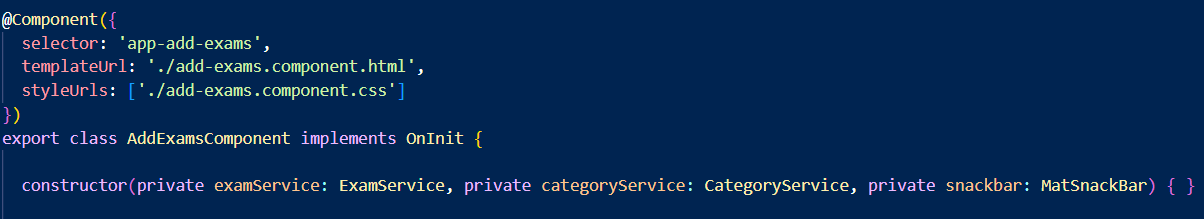 @Component({
  selector: 'app-add-exams',
  templateUrl: './add-exams.component.html',
  styleUrls: ['./add-exams.component.css']
})
export class AddExamsComponent implements OnInit {
  constructor(private examService: ExamService, private categoryService: CategoryService, private snackbar: MatSnackBar) { }